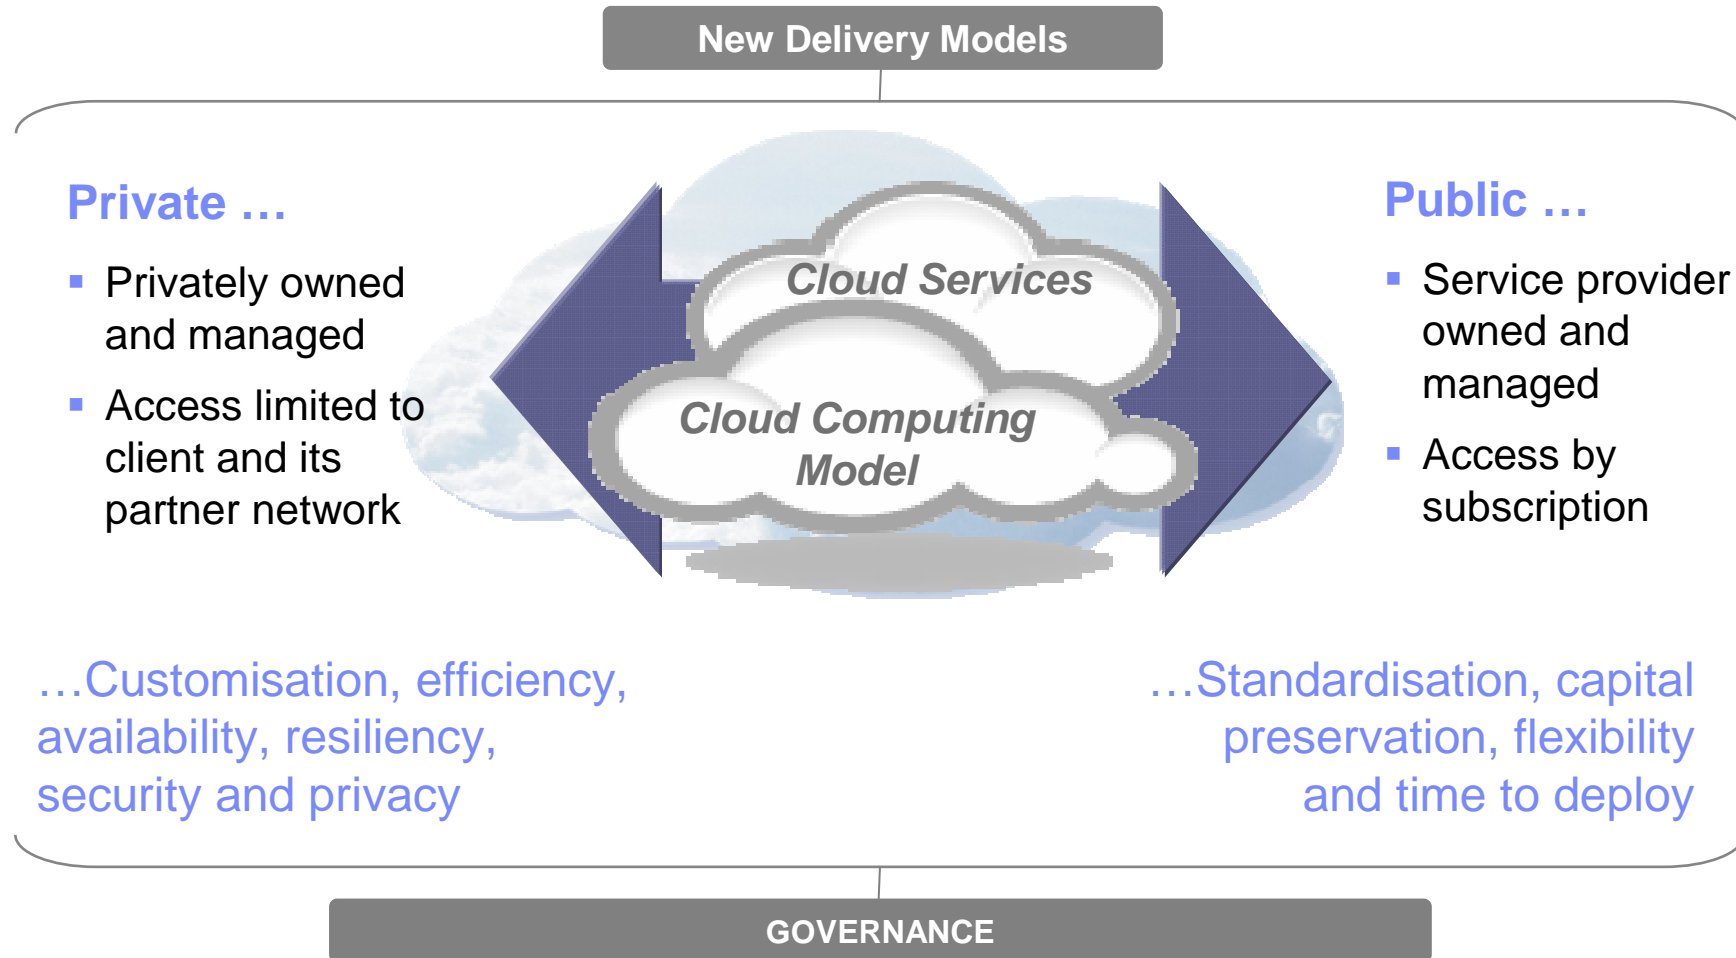 New Delivery Models
Private …
▪ Privately owned
and managed
▪ Access limited to
client and its
partner network
Cloud Services
Cloud Computing
Model
Public …
▪ Service provider
owned and
managed
▪ Access by
subscription
…Customisation, efficiency,
availability, resiliency,
security and privacy
…Standardisation, capital
preservation, flexibility
and time to deploy
GOVERNANCE